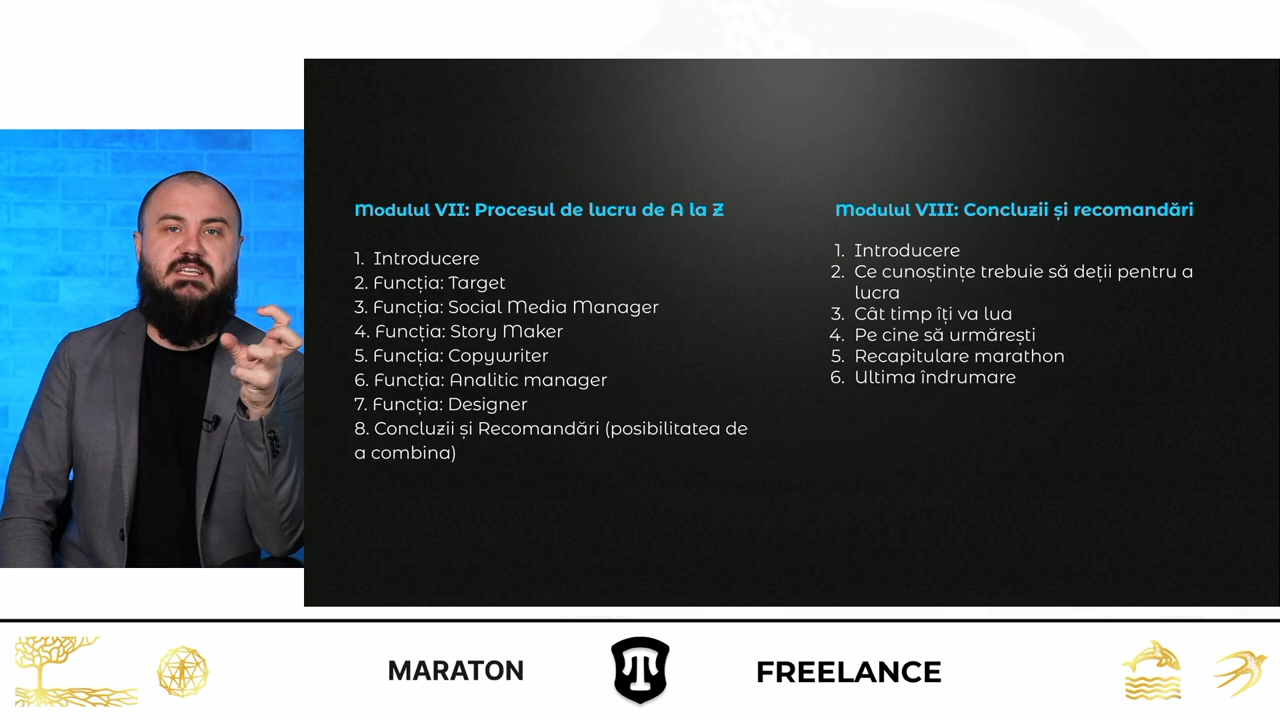 Modulul VII: Procesul de lucru de A la Z
1. Introducere
2. Funcția: Target
3. Funcția: Social Media Manager
4. Funcția: Story Maker
5. Funcția: Copywriter
6. Funcția: Analitic manager
7. Funcția: Designer
8. Concluzii și Recomandări (posibilitatea de
a combina)
Modulul VIII: Concluzii și recomandări
1. Introducere
2. Ce cunoștințe trebuie să deții pentru a
lucra
3. Cât timp îți va lua
4. Pe cine să urmărești
5. Recapitulare marathon
6. Ultima îndrumare
MARATON
T
FREELANCE